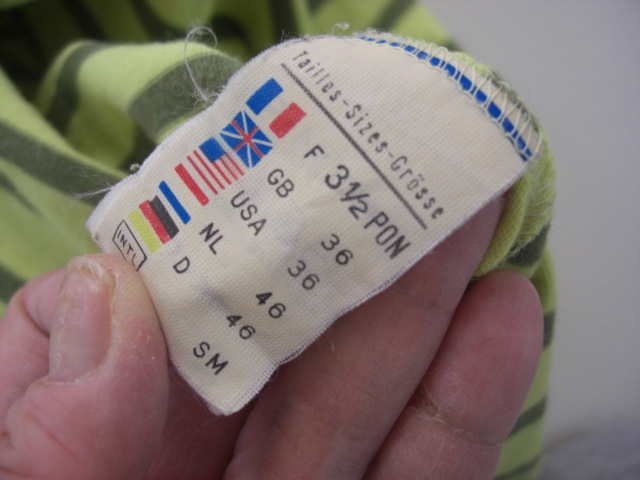 Tailles-Sizes-Grösse
F 3½ PON
GB 36
USA 36
NL 46
D 46
INTL SM